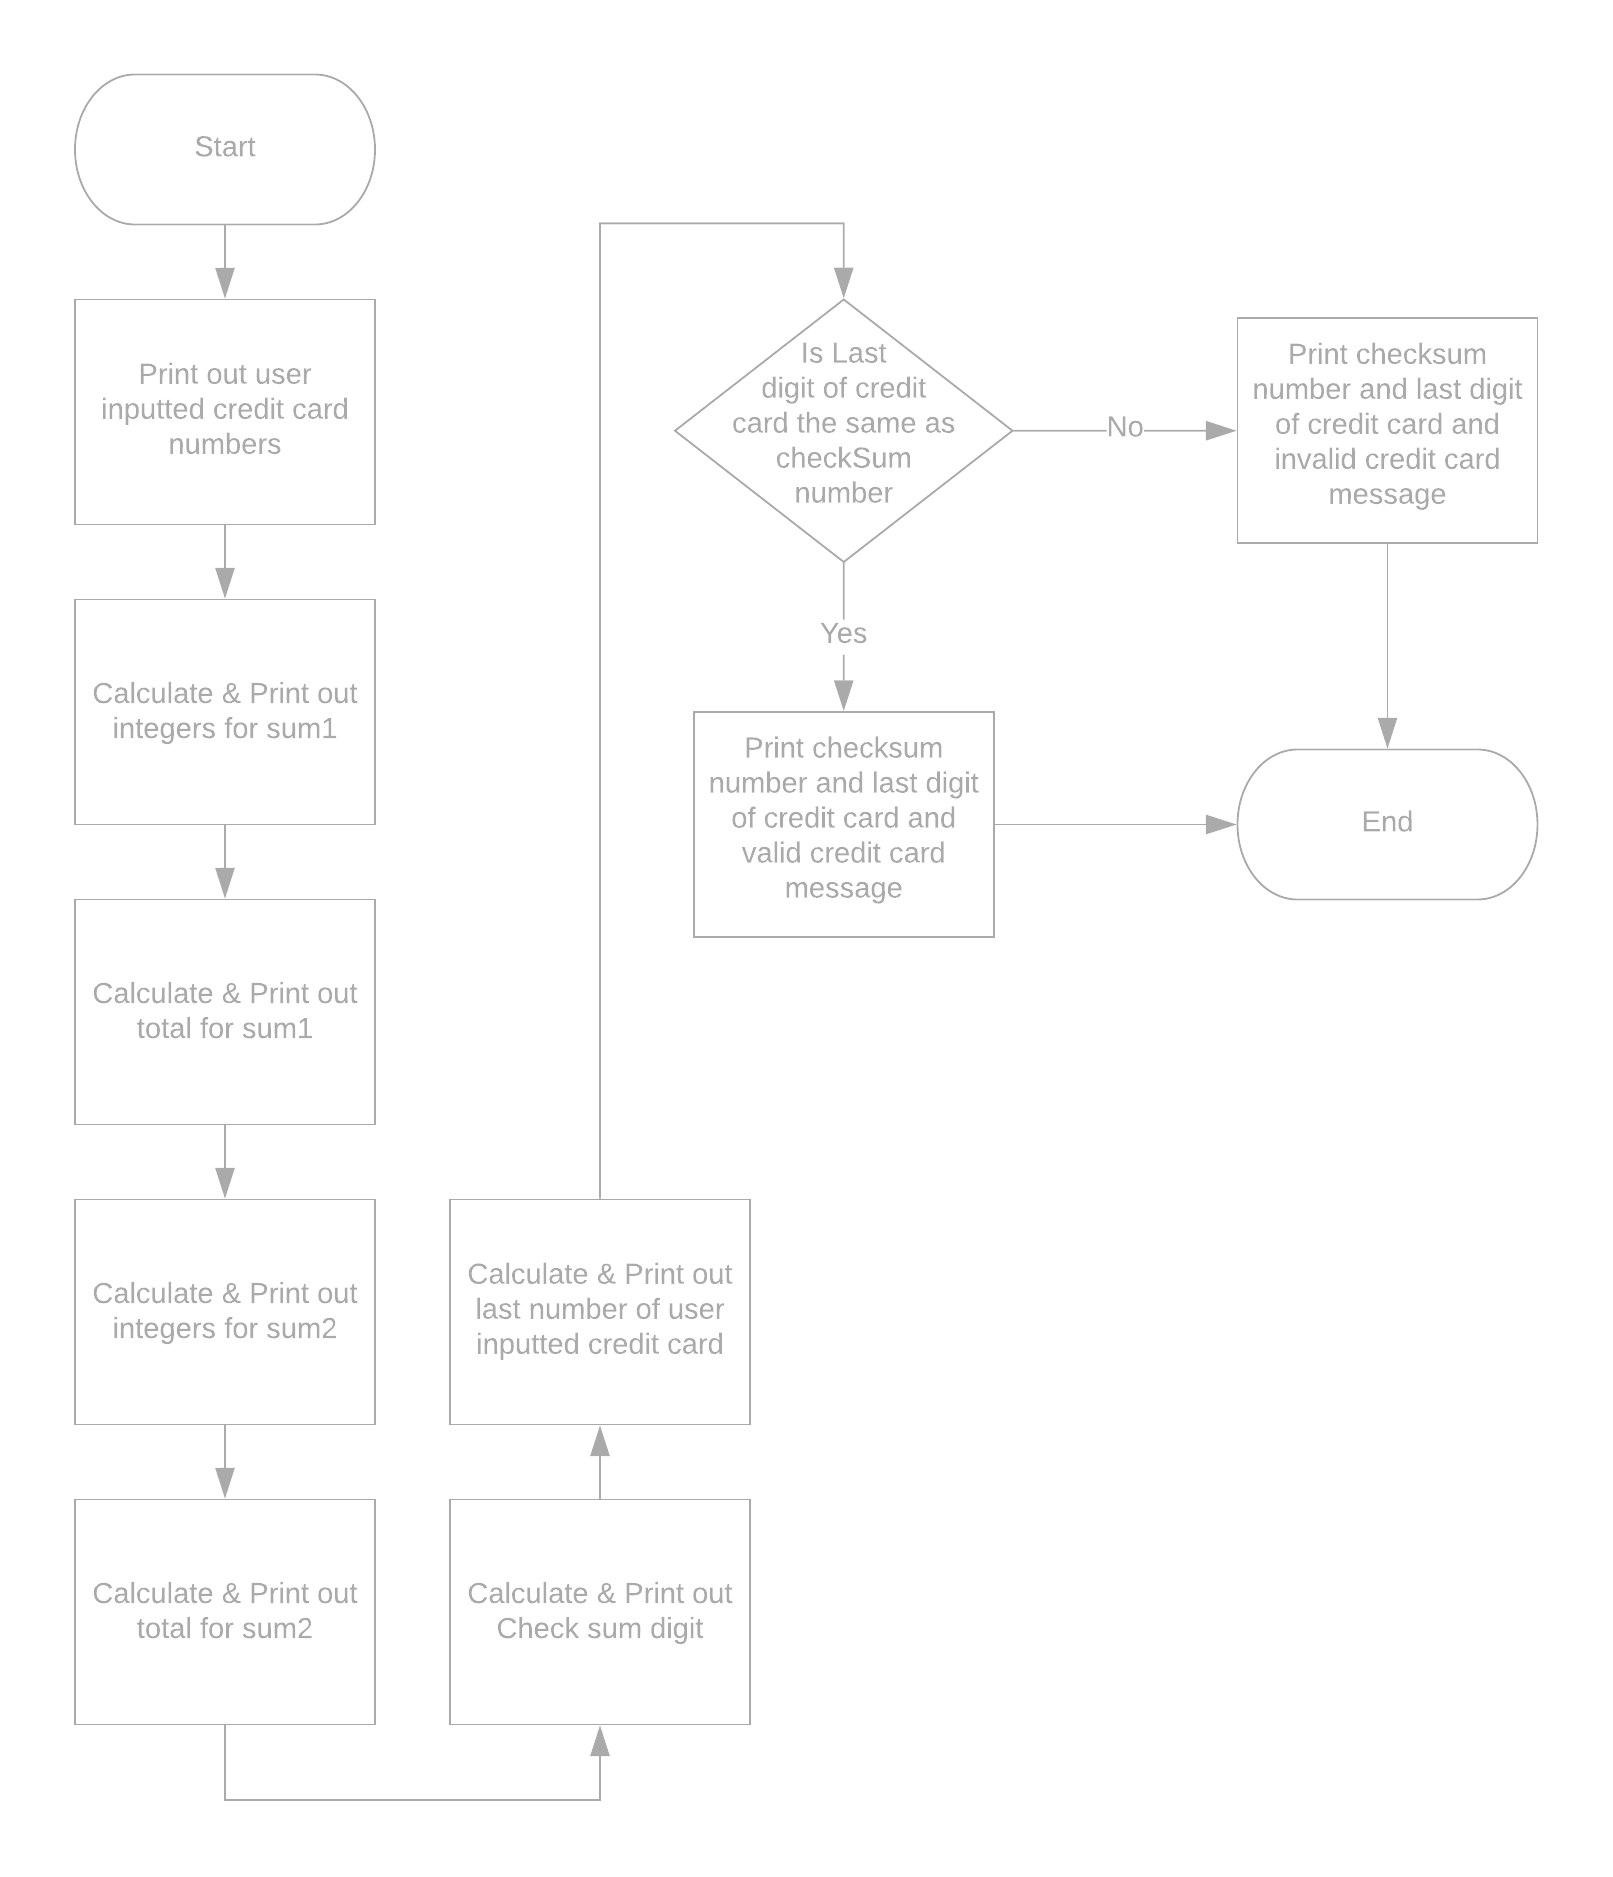 Start
Print out user
inputted credit card
numbers
Calculate & Print out
integers for sum1
Calculate & Print out
total for sum1
Calculate & Print out
integers for sum2
Calculate & Print out
total for sum2
Calculate & Print out
Check sum digit
Calculate & Print out
last number of user
inputted credit card
Is Last
digit of credit
card the same as
checkSum
number
No
Print checksum
number and last digit
of credit card and
invalid credit card
message
Yes
Print checksum
number and last digit
of credit card and
valid credit card
message
End